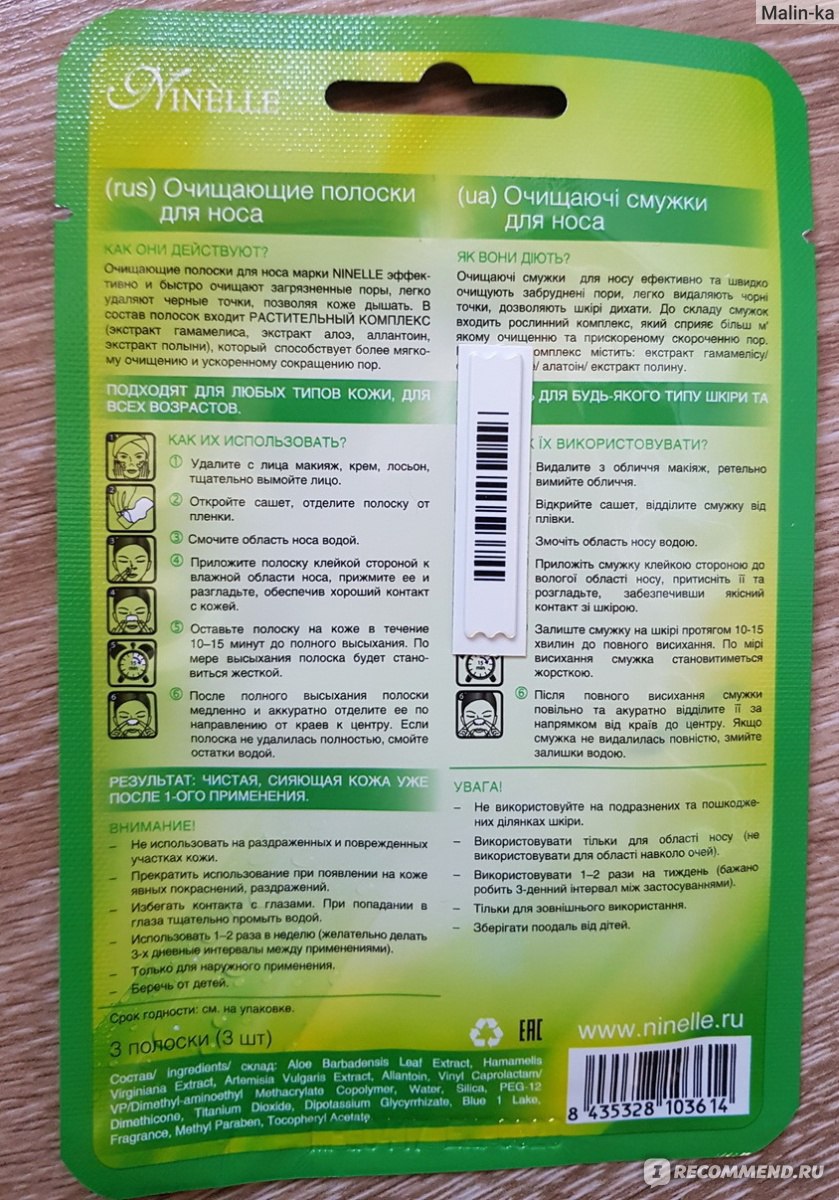 Malin-ka
NINELLE
(rus) Очищающие полоски
для носа
КАК ОНИ ДЕЙСТВУЮТ?
Очищающие полоски для носа марки NINELLE эффек-
тивно и быстро очищают загрязненные поры, легко
удаляют черные точки, позволяя коже дышать. В
состав полосок входит РАСТИТЕЛЬНЫЙ КОМПЛЕКС
(экстракт гамамелиса, экстракт алоэ, аллантоин,
экстракт полыни), который способствует более мягко-
му очищению и ускоренному сокращению пор.
ПОДХОДЯТ ДЛЯ ЛЮБЫХ ТИПОВ КОЖИ, ДЛЯ
ВСЕХ ВОЗРАСТОВ.
КАК ИХ ИСПОЛЬЗОВАТЬ?
① Удалите с лица макияж, крем, лосьон,
тщательно вымойте лицо.
② Откройте сашет, отделите полоску от
пленки.
③ Смочите область носа водой.
④ Приложите полоску клейкой стороной к
влажной области носа, прижмите ее и
разгладьте, обеспечив хороший контакт
с кожей.
⑤ Оставьте полоску на коже в течение
10–15 минут до полного высыхания. По
мере высыхания полоска будет стано-
виться жесткой.
⑥ После полного высыхания полоски
медленно и аккуратно отделите ее по
направлению от краев к центру. Если
полоска не удалилась полностью, смойте
остатки водой.
РЕЗУЛЬТАТ: ЧИСТАЯ, СИЯЮЩАЯ КОЖА УЖЕ
ПОСЛЕ 1-ОГО ПРИМЕНЕНИЯ.
ВНИМАНИЕ!
– Не использовать на раздраженных и поврежденных
участках кожи.
– Прекратить использование при появлении на коже
явных покраснений, раздражений.
– Избегать контакта с глазами. При попадании в
глаза тщательно промыть водой.
– Использовать 1–2 раза в неделю (желательно делать
3-х дневные интервалы между применениями).
– Только для наружного применения.
– Беречь от детей.
Срок годности: см. на упаковке.
3 полоски (3 шт)
(ua) Очищаючі смужки
для носа
ЯК ВОНИ ДІЮТЬ?
Очищаючі смужки для носу ефективно та швидко
очищують забруднені пори, легко видаляють чорні
точки, дозволяють шкірі дихати. До складу смужок
входить рослинний комплекс, який сприяє більш м'
якому очищенню та прискореному скороченню пор.
комплекс містить: екстракт гамамелісу/
алатоін/ екстракт полину.
ДЛЯ БУДЬ-ЯКОГО ТИПУ ШКІРИ ТА
ЇХ ВИКОРИСТОВУВАТИ?
Видалите з обличчя макіяж, ретельно
вимийте обличчя.
Відкрийте сашет, відділите смужку від
плівки.
Змочіть область носу водою.
Приложіть смужку клейкою стороною до
вологої області носу, притисніть її та
розгладьте, забезпечивши якісний
контакт зі шкірою.
Залиште смужку на шкірі протягом 10-15
хвилин до повного висихання. По мірі
висихання смужка становитиметься
жорсткою.
⑥ Після повного висихання смужки
повільно та акуратно відділите її за
напрямком від країв до центру. Якщо
смужка не видалилась повністю, змийте
залишки водою.
УВАГА!
– Не використовуйте на подразнених та пошкодже-
них ділянках шкіри.
– Використовувати тільки для області носу (не
використовувати для області навколо очей).
– Використовувати 1–2 рази на тиждень (бажано
робить 3-денний інтервал між застосуваннями).
– Тільки для зовнішнього використання.
– Зберігати поодаль від дітей.
EAC
www.ninelle.ru
Состав/ ingredients/ склад: Aloe Barbadensis Leaf Extract, Hamamelis
Virginiana Extract, Artemisia Vulgaris Extract, Allantoin, Vinyl Caprolactam/
VP/Dimethyl-aminoethyl Methacrylate Copolymer, Water, Silica, PEG-12
Dimethicone, Titanium Dioxide, Dipotassium Glycyrrhizate, Blue 1 Lake,
Fragrance, Methyl Paraben, Tocopheryl Acetate
8 435328 103614
RECOMMEND.RU